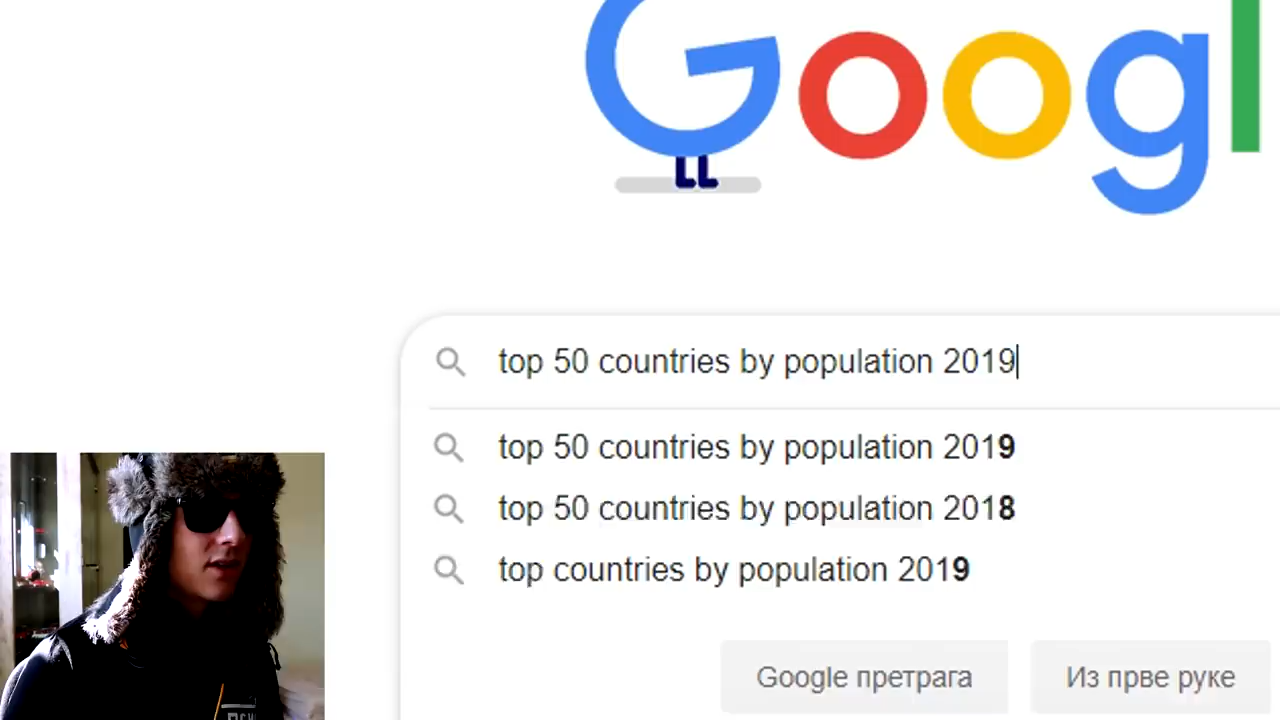 Googl
top 50 countries by population 2019
top 50 countries by population 2019
top 50 countries by population 2018
top countries by population 2019
Google претрага
Из прве руке